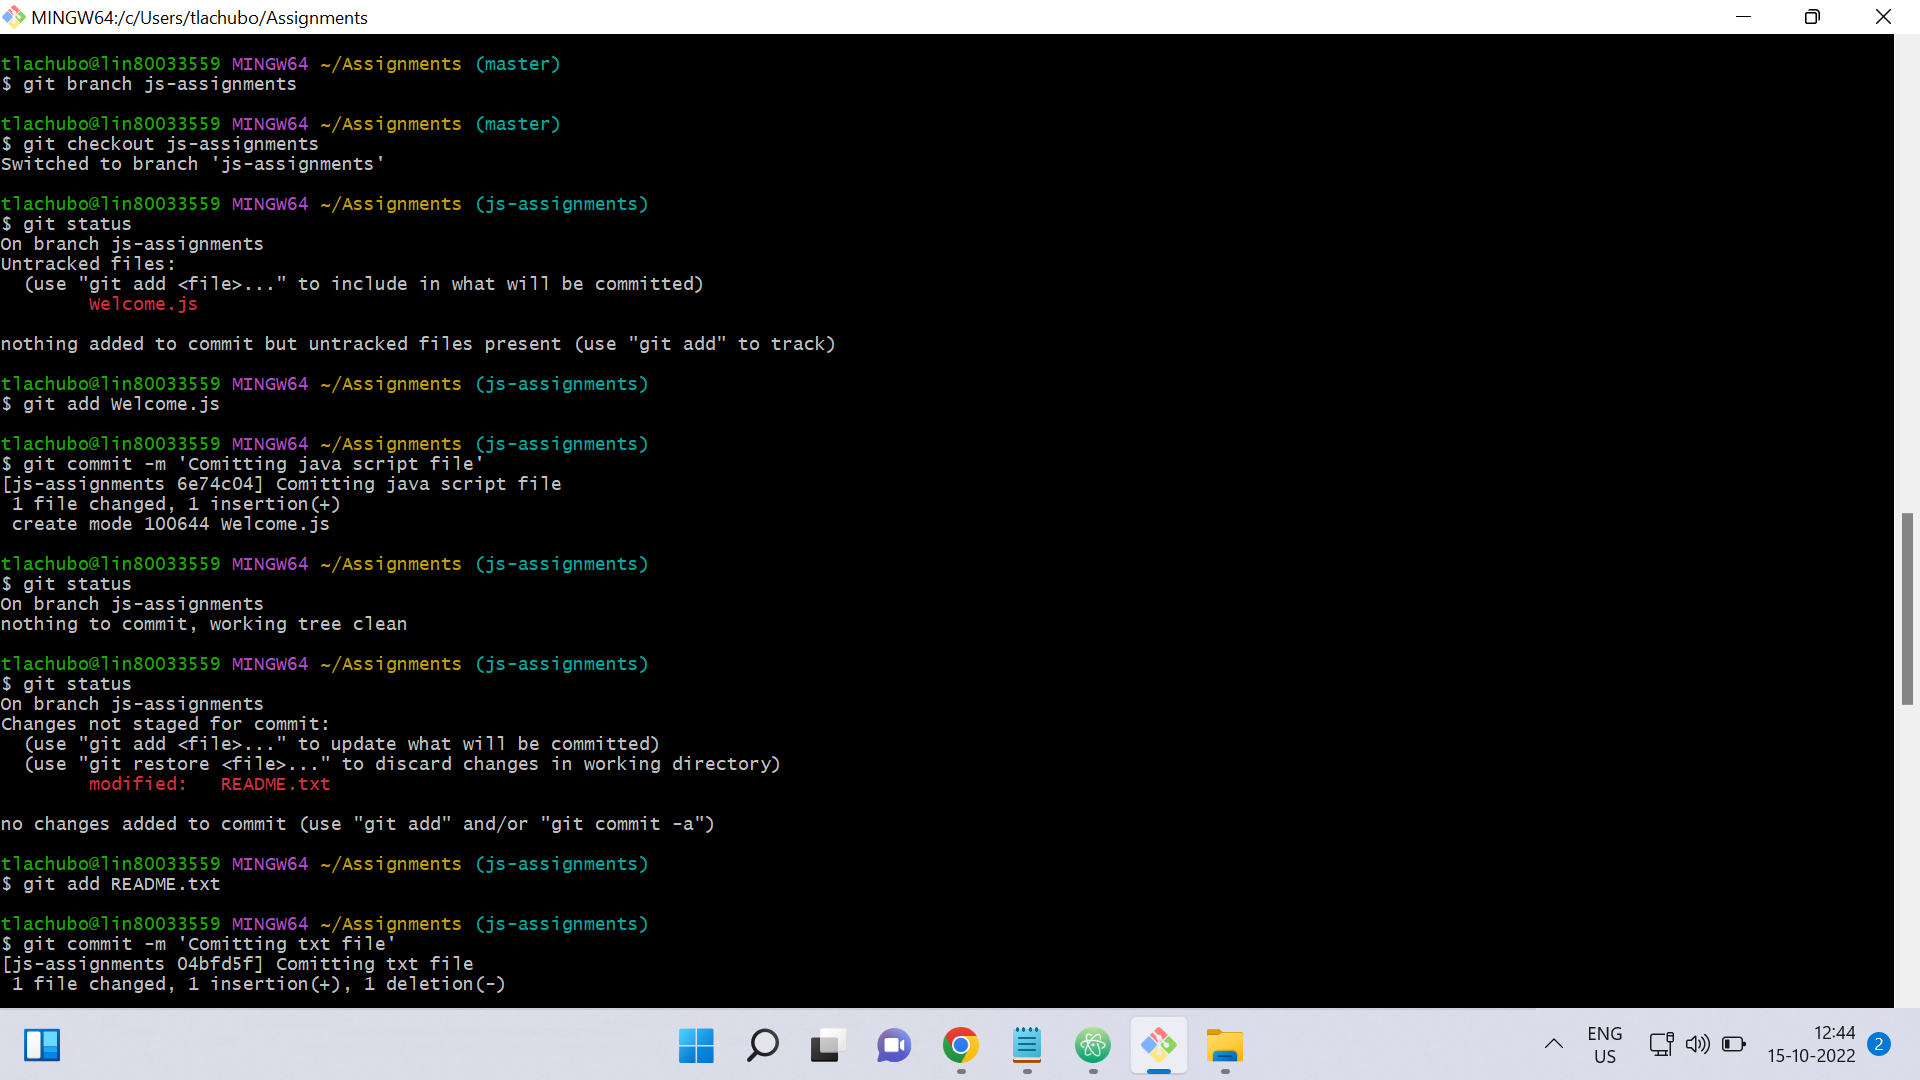 MINGW64:/c/Users/tlachubo/Assignments
tlachubo@lin80033559 MINGW64 ~/Assignments (master)
$ git branch js-assignments
tlachubo@lin80033559 MINGW64 ~/Assignments (master)
$ git checkout js-assignments
Switched to branch 'js-assignments'
tlachubo@lin80033559 MINGW64 ~/Assignments (js-assignments)
$ git status
On branch js-assignments
Untracked files:
  (use "git add <file>..." to include in what will be committed)
        Welcome.js
nothing added to commit but untracked files present (use "git add" to track)
tlachubo@lin80033559 MINGW64 ~/Assignments (js-assignments)
$ git add Welcome.js
tlachubo@lin80033559 MINGW64 ~/Assignments (js-assignments)
$ git commit -m 'Comitting java script file'
[js-assignments 6e74c04] Comitting java script file
 1 file changed, 1 insertion(+)
 create mode 100644 Welcome.js
tlachubo@lin80033559 MINGW64 ~/Assignments (js-assignments)
$ git status
On branch js-assignments
nothing to commit, working tree clean
tlachubo@lin80033559 MINGW64 ~/Assignments (js-assignments)
$ git status
On branch js-assignments
Changes not staged for commit:
  (use "git add <file>..." to update what will be committed)
  (use "git restore <file>..." to discard changes in working directory)
        modified:   README.txt
no changes added to commit (use "git add" and/or "git commit -a")
tlachubo@lin80033559 MINGW64 ~/Assignments (js-assignments)
$ git add README.txt
tlachubo@lin80033559 MINGW64 ~/Assignments (js-assignments)
$ git commit -m 'Comitting txt file'
[js-assignments 04bfd5f] Comitting txt file
 1 file changed, 1 insertion(+), 1 deletion(-)
ENG
US
12:44
15-10-2022
2